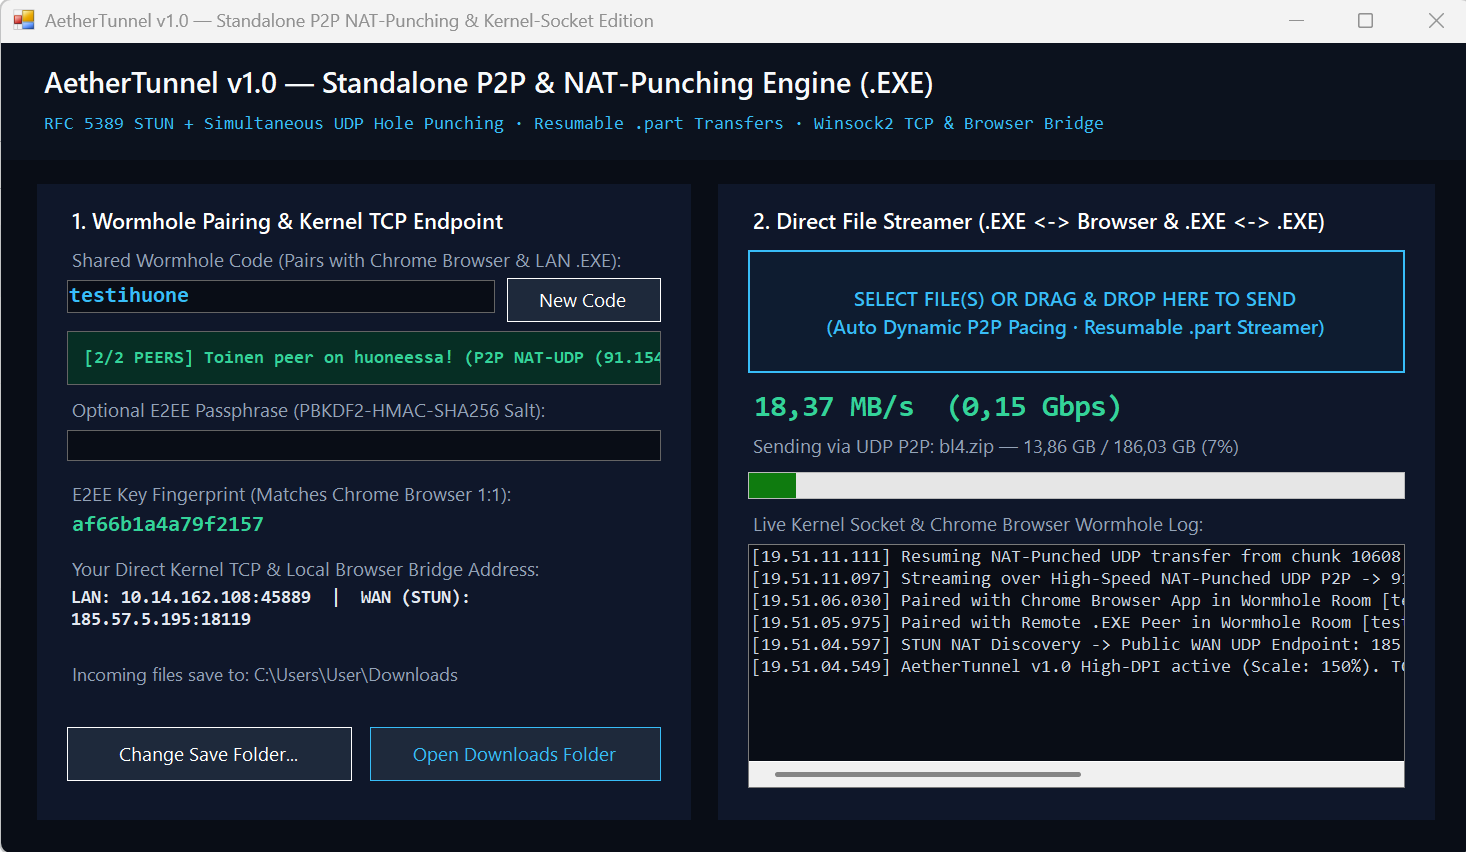 AetherTunnel v1.0 — Standalone P2P NAT-Punching & Kernel-Socket Edition
AetherTunnel v1.0 — Standalone P2P & NAT-Punching Engine (.EXE)
RFC 5389 STUN + Simultaneous UDP Hole Punching · Resumable .part Transfers · Winsock2 TCP & Browser Bridge
1. Wormhole Pairing & Kernel TCP Endpoint
Shared Wormhole Code (Pairs with Chrome Browser & LAN .EXE):
testihuone
New Code
[2/2 PEERS] Toinen peer on huoneessa! (P2P NAT-UDP (91.154
Optional E2EE Passphrase (PBKDF2-HMAC-SHA256 Salt):
E2EE Key Fingerprint (Matches Chrome Browser 1:1):
af66b1a4a79f2157
Your Direct Kernel TCP & Local Browser Bridge Address:
LAN: 10.14.162.108:45889 | WAN (STUN):
185.57.5.195:18119
Incoming files save to: C:\Users\User\Downloads
Change Save Folder...
Open Downloads Folder
2. Direct File Streamer (.EXE <-> Browser & .EXE <-> .EXE)
SELECT FILE(S) OR DRAG & DROP HERE TO SEND
(Auto Dynamic P2P Pacing · Resumable .part Streamer)
18,37 MB/s (0,15 Gbps)
Sending via UDP P2P: bl4.zip — 13,86 GB / 186,03 GB (7%)
Live Kernel Socket & Chrome Browser Wormhole Log:
[19.51.11.111] Resuming NAT-Punched UDP transfer from chunk 10608
[19.51.11.097] Streaming over High-Speed NAT-Punched UDP P2P -> 91
[19.51.06.030] Paired with Chrome Browser App in Wormhole Room [te
[19.51.05.975] Paired with Remote .EXE Peer in Wormhole Room [tes
[19.51.04.597] STUN NAT Discovery -> Public WAN UDP Endpoint: 185
[19.51.04.549] AetherTunnel v1.0 High-DPI active (Scale: 150%). TC